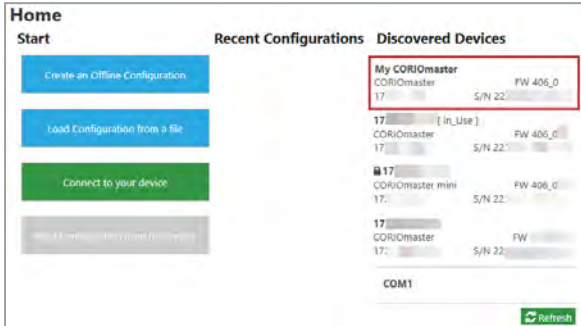 Home
Start
Recent Configurations
Discovered Devices
Create an Offline Configuration
Load Configuration from a file
Connect to your device
My CORIOmaster
CORIOmaster FW 406_0
17 S/N 22
17 [ In_Use ]
CORIOmaster FW 406_0
17 S/N 22
17
CORIOmaster mini FW 406_0
17 S/N 22
17
CORIOmaster FW
17 S/N 22
COM1
Refresh